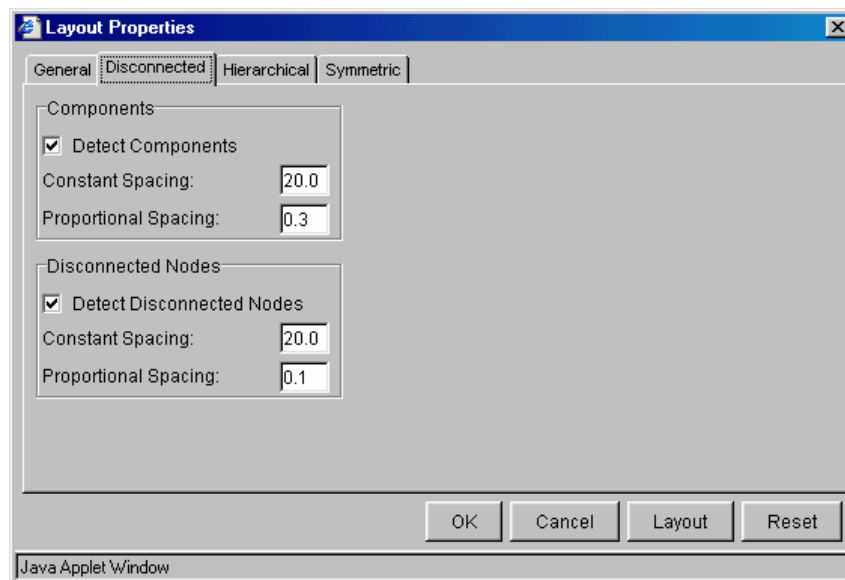 Layout Properties
General Disconnected Hierarchical Symmetric
Components
Detect Components
Constant Spacing: 20.0
Proportional Spacing: 0.3
Disconnected Nodes
Detect Disconnected Nodes
Constant Spacing: 20.0
Proportional Spacing: 0.1
OK Cancel Layout Reset
Java Applet Window